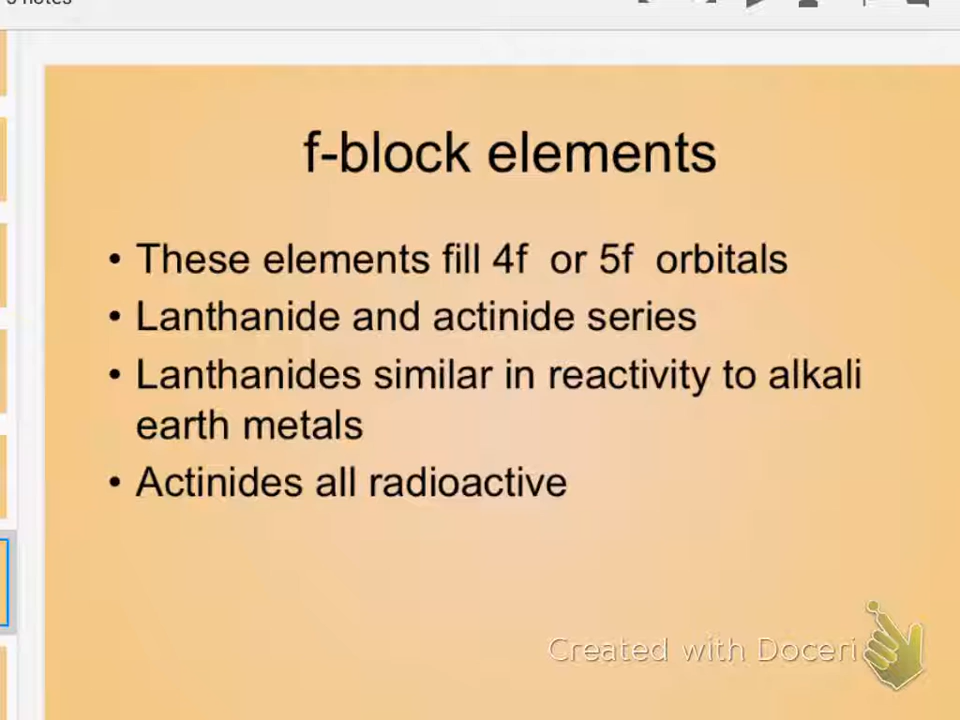 notes
f-block elements
• These elements fill 4f or 5f orbitals
• Lanthanide and actinide series
• Lanthanides similar in reactivity to alkali
earth metals
• Actinides all radioactive
Created with Doceri